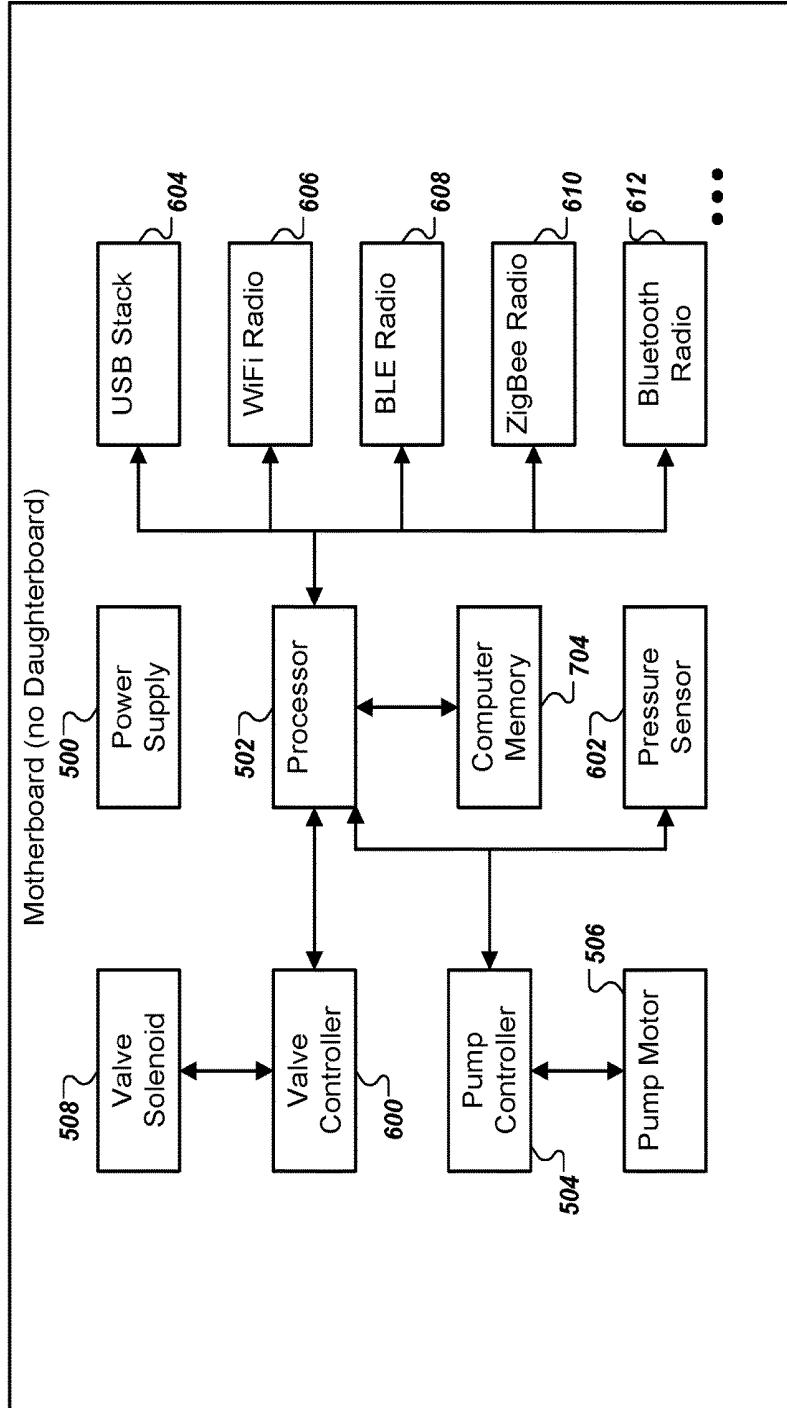 Motherboard (no Daughterboard)
508
Valve
Solenoid
500
Power
Supply
USB Stack
604
Valve
Controller
600
502
Processor
WiFi Radio
606
BLE Radio
608
Pump
Controller
504
Computer
Memory
704
ZigBee Radio
610
506
Pump Motor
602
Pressure
Sensor
Bluetooth
Radio
612